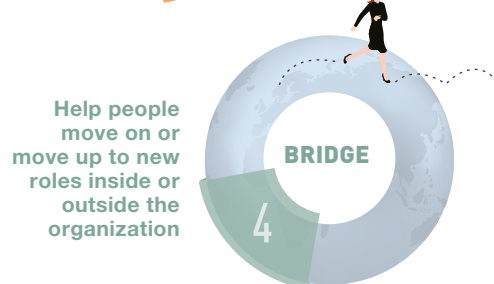 Help people
move on or
move up to new
roles inside or
outside the
organization
BRIDGE
4